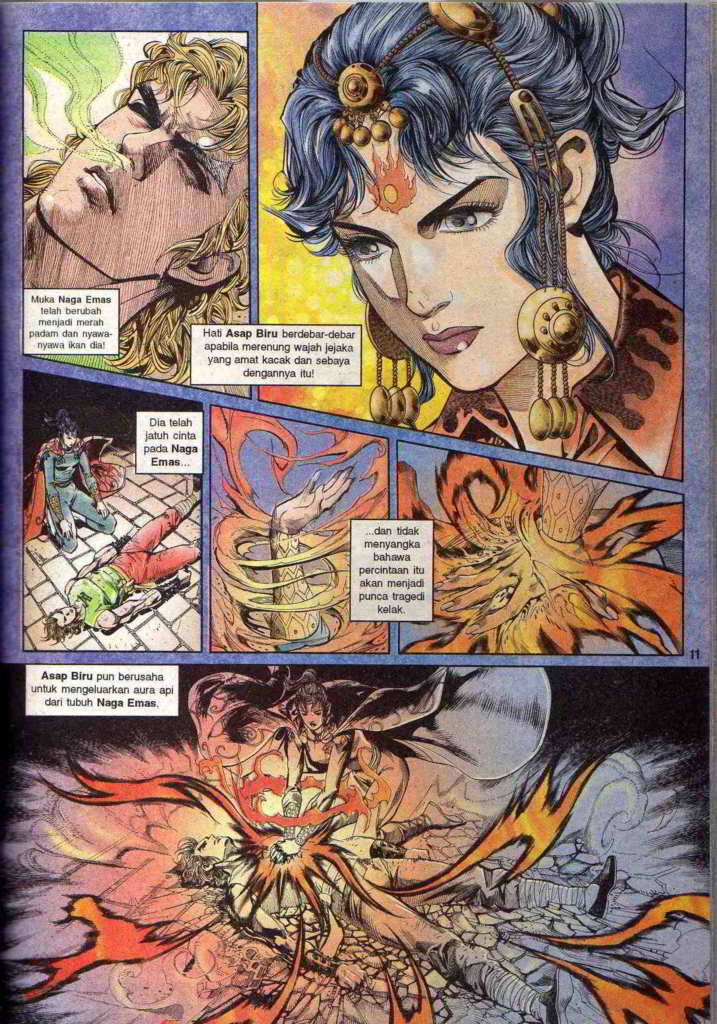 Muka Naga Emas
telah berubah
menjadi merah
padam dan nyawa-
nyawa ikan dia!
Hati Asap Biru berdebar-debar
apabila merenung wajah jejaka
yang amat kacak dan sebaya
dengannya itu!
Dia telah
jatuh cinta
pada Naga
Emas...
...dan tidak
menyangka
bahawa
percintaan itu
akan menjadi
punca tragedi
kelak.
11
Asap Biru pun berusaha
untuk mengeluarkan aura api
dari tubuh Naga Emas.